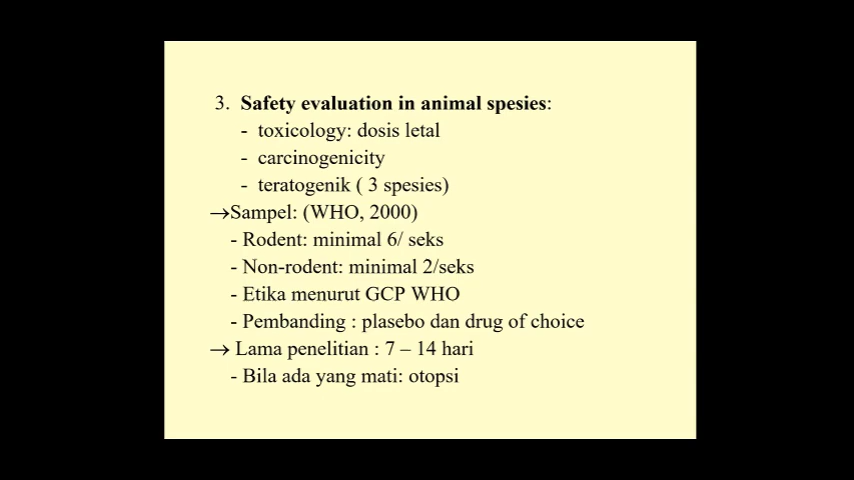 3. Safety evaluation in animal spesies:
- toxicology: dosis letal
- carcinogenicity
- teratogenik ( 3 spesies)
→Sampel: (WHO, 2000)
- Rodent: minimal 6/ seks
- Non-rodent: minimal 2/seks
- Etika menurut GCP WHO
- Pembanding : plasebo dan drug of choice
→ Lama penelitian : 7 – 14 hari
- Bila ada yang mati: otopsi